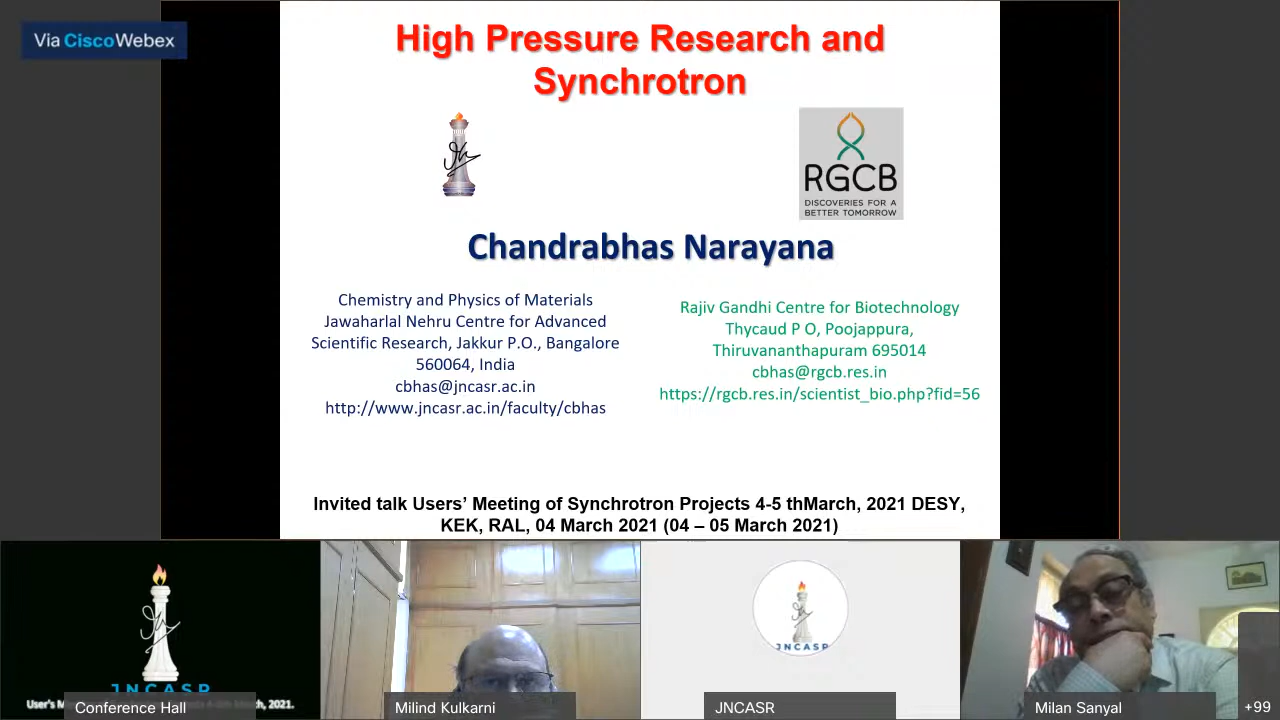 Via CiscoWebex
High Pressure Research and
Synchrotron
RGCB
DISCOVERIES FOR A
BETTER TOMORROW
Chandrabhas Narayana
Chemistry and Physics of Materials
Jawaharlal Nehru Centre for Advanced
Scientific Research, Jakkur P.O., Bangalore
560064, India
cbhas@jncasr.ac.in
http://www.jncasr.ac.in/faculty/cbhas
Rajiv Gandhi Centre for Biotechnology
Thycaud P O, Poojappura,
Thiruvananthapuram 695014
cbhas@rgcb.res.in
https://rgcb.res.in/scientist_bio.php?fid=56
Invited talk Users’ Meeting of Synchrotron Projects 4-5 thMarch, 2021 DESY,
KEK, RAL, 04 March 2021 (04 – 05 March 2021)
JNCASR
User's
March, 2021.
Conference Hall
Milind Kulkarni
JNCASR
JNCASR
Milan Sanyal
+99